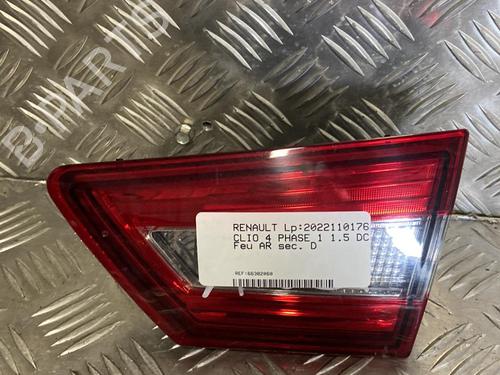 B-PARTS
RENAULT Lp:2022110176
CLIO 4 PHASE 1 1.5 DC
Feu AR sec. D
REF:66302060